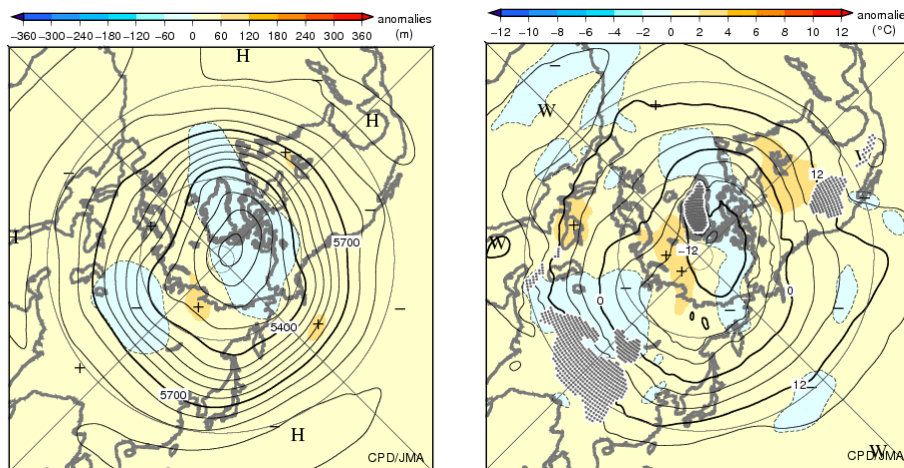 anomalies
−360 −300 −240 −180 −120 −60 0 60 120 180 240 300 360 (m)
H
H
H
H
5700
5400
5700
+
+
+
+
+
−
−
−
−
−
CPD/JMA
anomalies
−12 −10 −8 −6 −4 −2 0 2 4 6 8 10 12 (°C)
W
W
W
12
−12
0
0
12
+
+
+
+
−
−
−
−
−
CPD/JMA